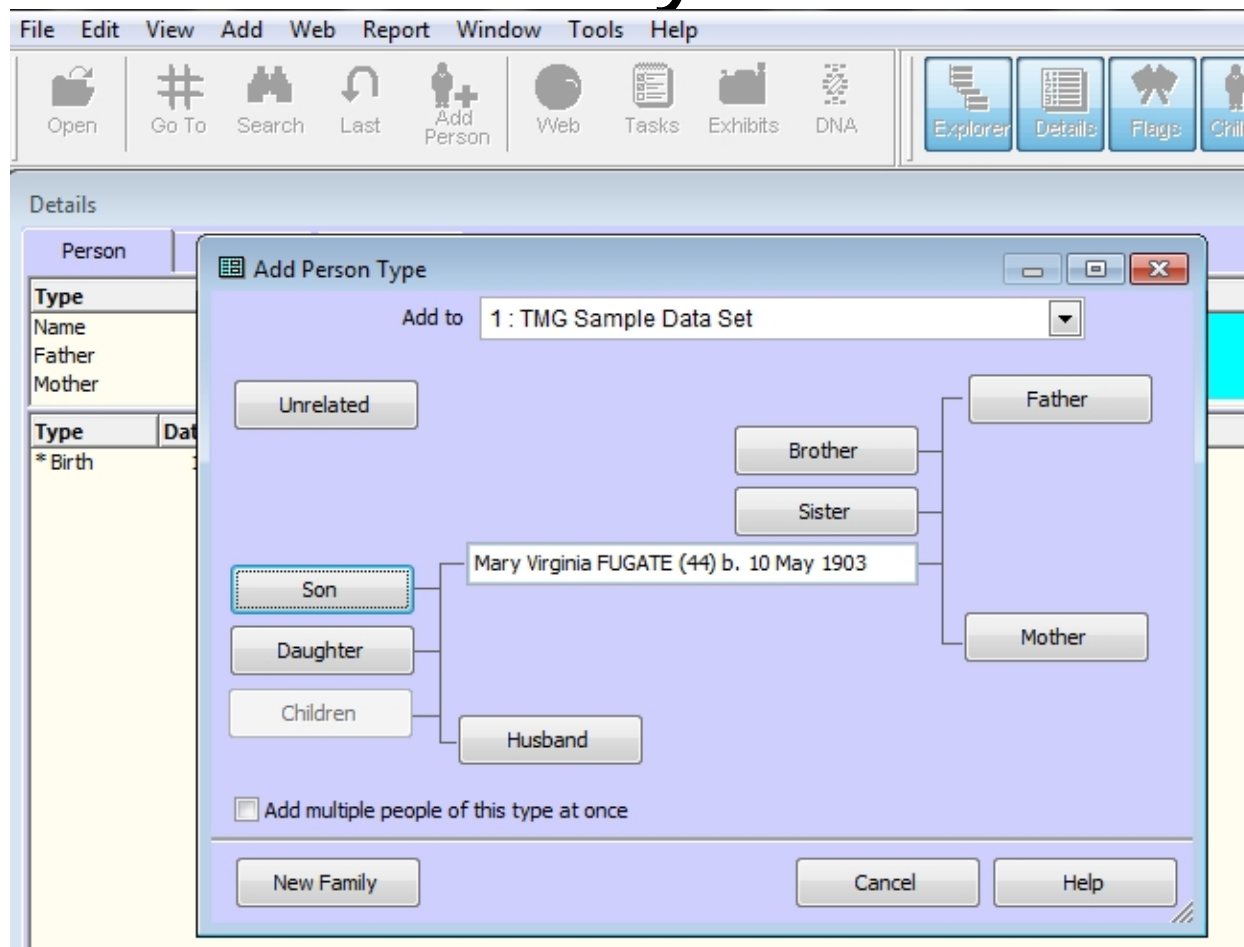 File Edit View Add Web Report Window Tools Help
Open Go To Search Last Add Person Web Tasks Exhibits DNA Explorer Details Flags
Details
Person
Add Person Type
Type
Name
Father
Mother
Type
* Birth
Add to 1 : TMG Sample Data Set
Unrelated
Father
Brother
Sister
Mary Virginia FUGATE (44) b. 10 May 1903
Son
Daughter
Mother
Children
Husband
Add multiple people of this type at once
New Family Cancel Help